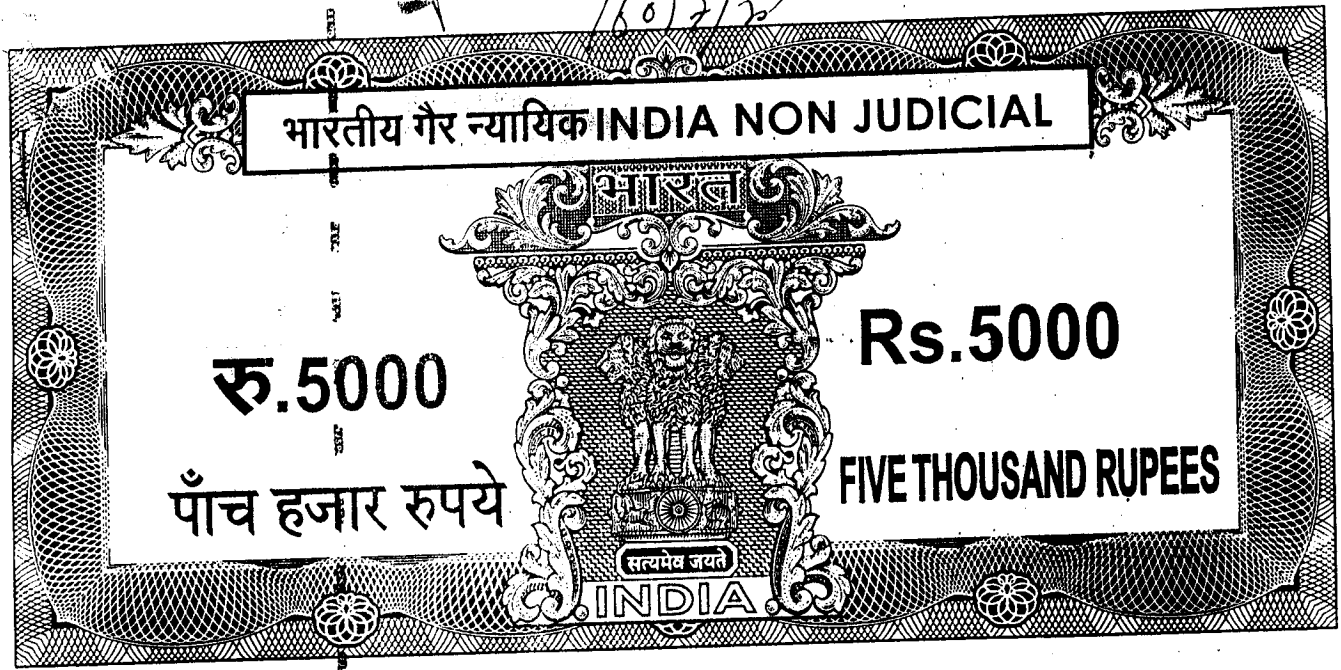 भारतीय गैर न्यायिक INDIA NON JUDICIAL
भारत
रु.5000
Rs.5000
पाँच हजार रुपये
FIVE THOUSAND RUPEES
सत्यमेव जयते
INDIA